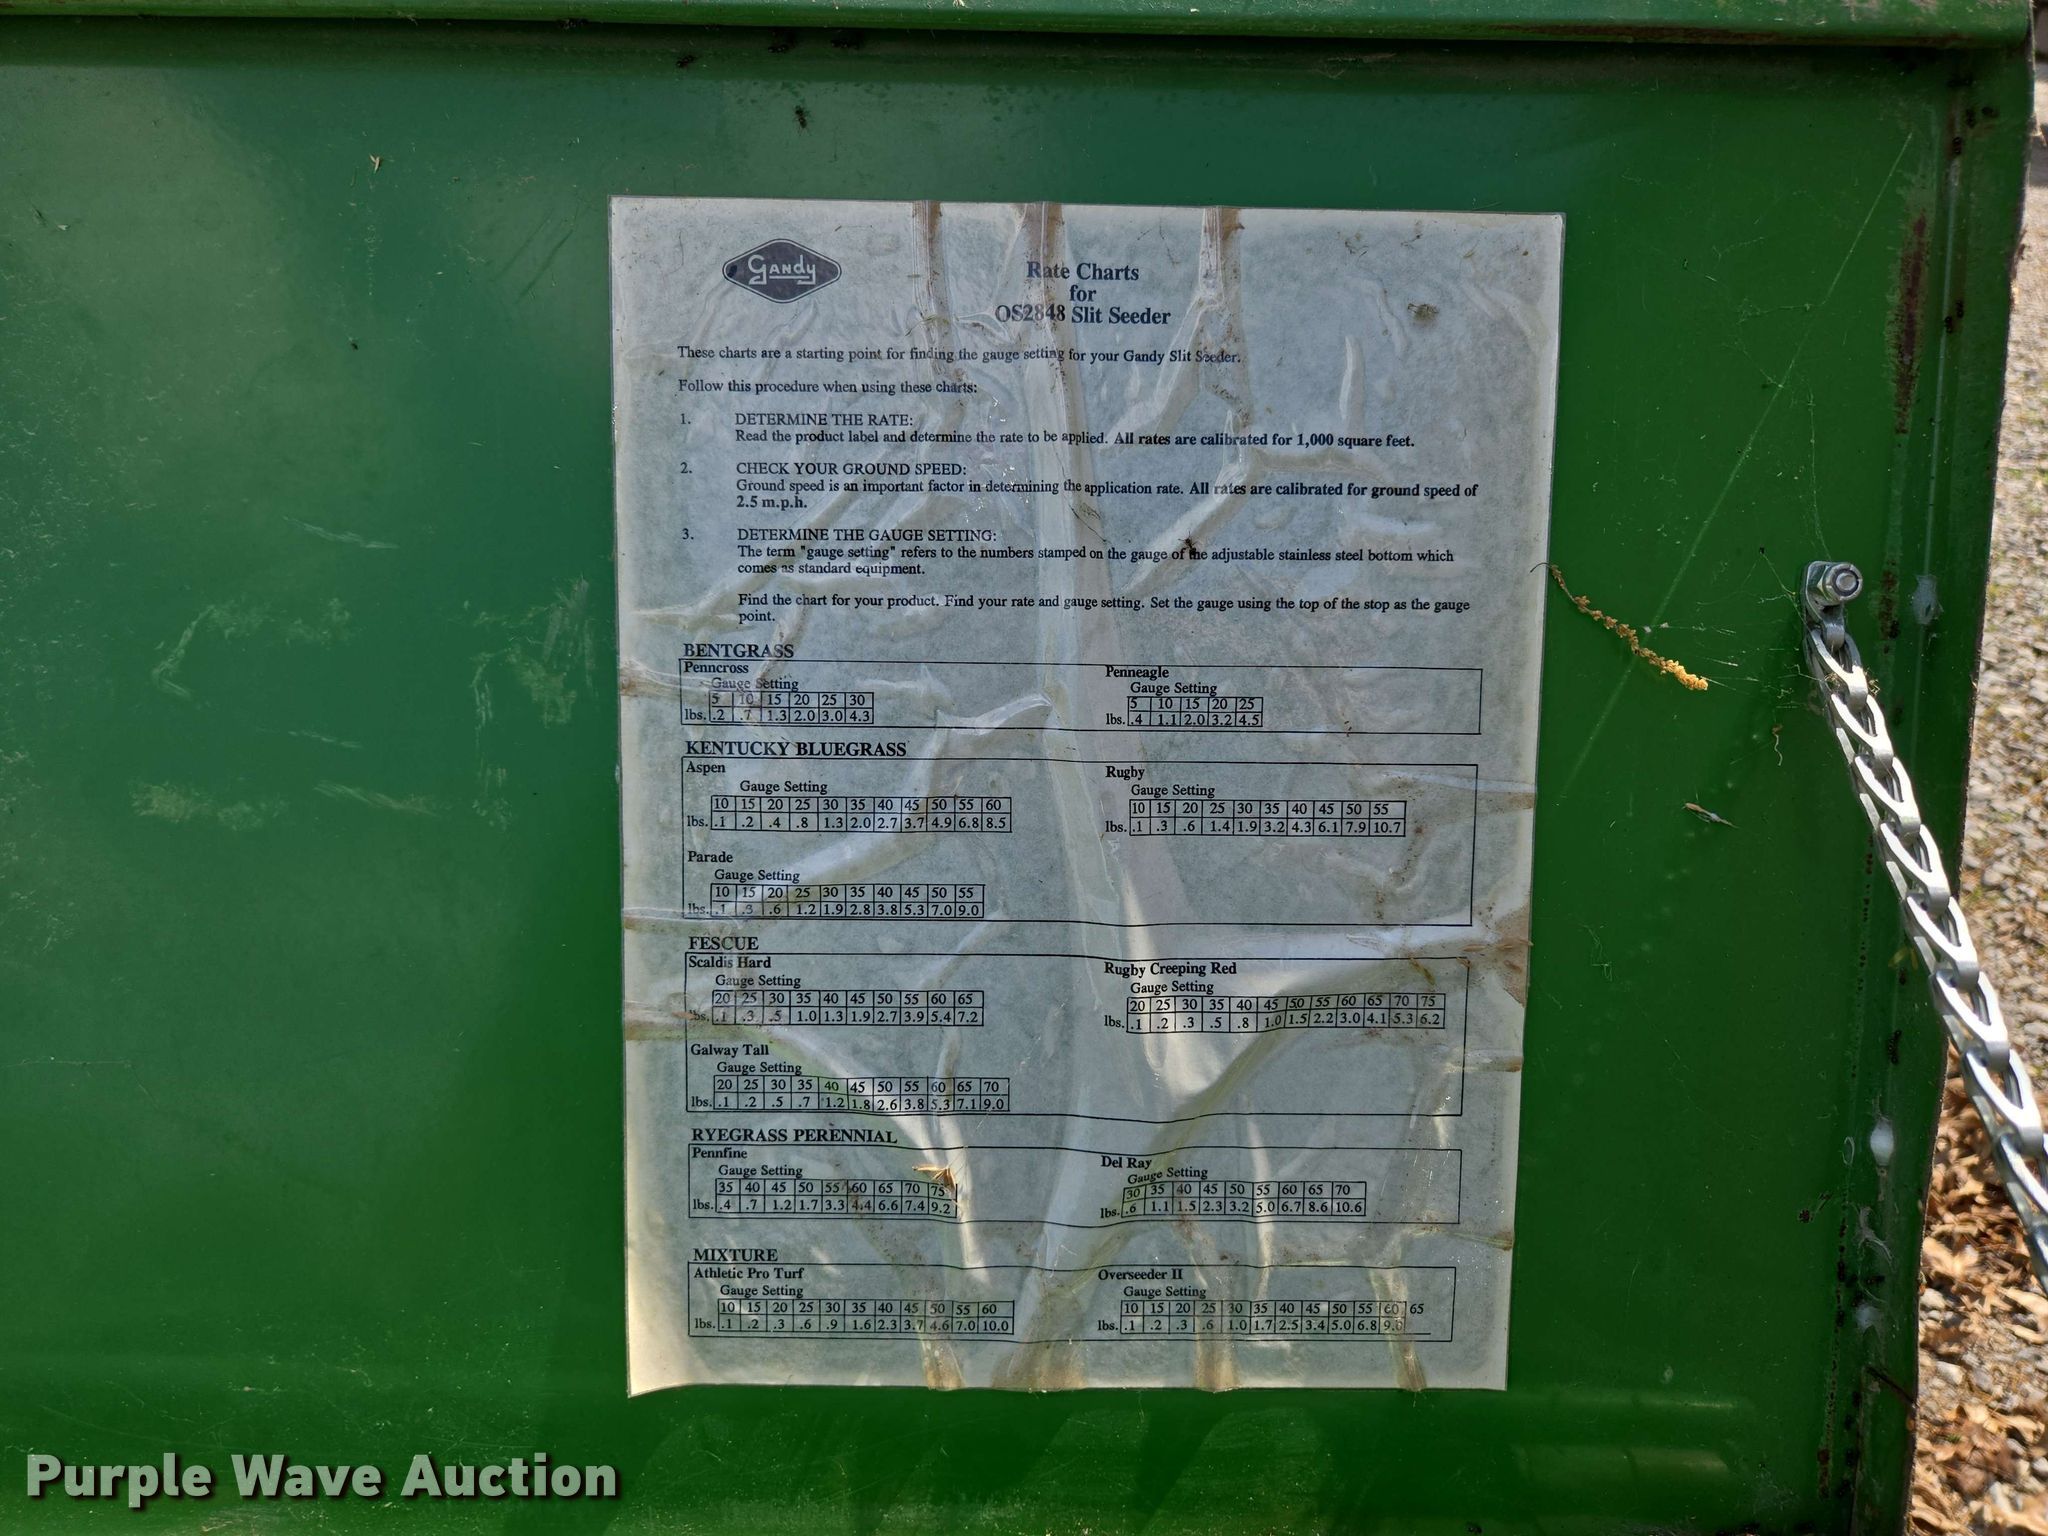 Gandy
Rate Charts
for
OS2848 Slit Seeder
These charts are a starting point for finding the gauge setting for your Gandy Slit Seeder.
Follow this procedure when using these charts:
1. DETERMINE THE RATE:
Read the product label and determine the rate to be applied. All rates are calibrated for 1,000 square feet.
2. CHECK YOUR GROUND SPEED:
Ground speed is an important factor in determining the application rate. All rates are calibrated for ground speed of
2.5 m.p.h.
3. DETERMINE THE GAUGE SETTING:
The term "gauge setting" refers to the numbers stamped on the gauge of the adjustable stainless steel bottom which
comes as standard equipment.
Find the chart for your product. Find your rate and gauge setting. Set the gauge using the top of the stop as the gauge
point.
BENTGRASS
Penncross
Gauge Setting
5 10 15 20 25 30
lbs. .2 .7 1.3 2.0 3.0 4.3
Penneagle
Gauge Setting
5 10 15 20 25
lbs. .4 1.1 2.0 3.2 4.5
KENTUCKY BLUEGRASS
Aspen
Gauge Setting
10 15 20 25 30 35 40 45 50 55 60
lbs. .1 .2 .4 .8 1.3 2.0 2.7 3.7 4.9 6.8 8.5
Rugby
Gauge Setting
10 15 20 25 30 35 40 45 50 55
lbs. .1 .3 .6 1.4 1.9 3.2 4.3 6.1 7.9 10.7
Parade
Gauge Setting
10 15 20 25 30 35 40 45 50 55
lbs. .1 .3 .6 1.2 1.9 2.8 3.8 5.3 7.0 9.0
FESCUE
Scaldis Hard
Gauge Setting
20 25 30 35 40 45 50 55 60 65
lbs. .1 .3 .5 1.0 1.3 1.9 2.7 3.9 5.4 7.2
Rugby Creeping Red
Gauge Setting
20 25 30 35 40 45 50 55 60 65 70 75
lbs. .1 .2 .3 .5 .8 1.0 1.5 2.2 3.0 4.1 5.3 6.2
Galway Tall
Gauge Setting
20 25 30 35 40 45 50 55 60 65 70
lbs. .1 .2 .5 .7 1.2 1.8 2.6 3.8 5.3 7.1 9.0
RYEGRASS PERENNIAL
Pennfine
Gauge Setting
35 40 45 50 55 60 65 70 75
lbs. .4 .7 1.2 1.7 3.3 4.4 6.6 7.4 9.2
Del Ray
Gauge Setting
30 35 40 45 50 55 60 65 70
lbs. .6 1.1 1.5 2.3 3.2 5.0 6.7 8.6 10.6
MIXTURE
Athletic Pro Turf
Gauge Setting
10 15 20 25 30 35 40 45 50 55 60
lbs. .1 .2 .3 .6 .9 1.6 2.3 3.7 4.6 7.0 10.0
Overseeder II
Gauge Setting
10 15 20 25 30 35 40 45 50 55 60 65
lbs. .1 .2 .3 .6 1.0 1.7 2.5 3.4 5.0 6.8 9.0
Purple Wave Auction